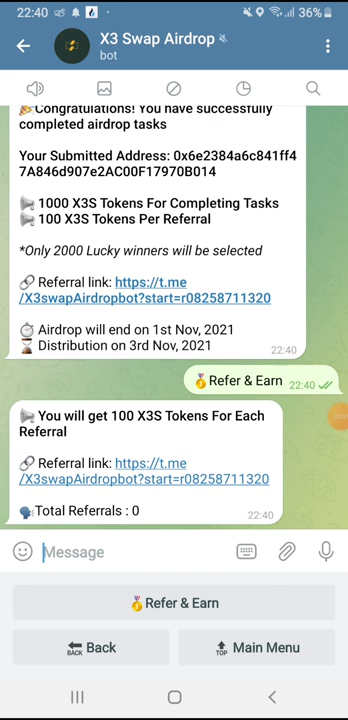 22:40
36%
X3 Swap Airdrop
bot
🎉Congratulations! You have successfully
completed airdrop tasks
Your Submitted Address: 0x6e2384a6c841ff4
7A846d907e2AC00F17970B014
📢 1000 X3S Tokens For Completing Tasks
📢 100 X3S Tokens Per Referral
*Only 2000 Lucky winners will be selected
🔗 Referral link: https://t.me
/X3swapAirdropbot?start=r08258711320
⏱ Airdrop will end on 1st Nov, 2021
⌛ Distribution on 3rd Nov, 2021
22:40
🏅Refer & Earn 22:40
📢 You will get 100 X3S Tokens For Each
Referral
🔗 Referral link: https://t.me
/X3swapAirdropbot?start=r08258711320
🗣Total Referrals : 0
22:40
Message
🏅Refer & Earn
🔙 Back
🔝 Main Menu